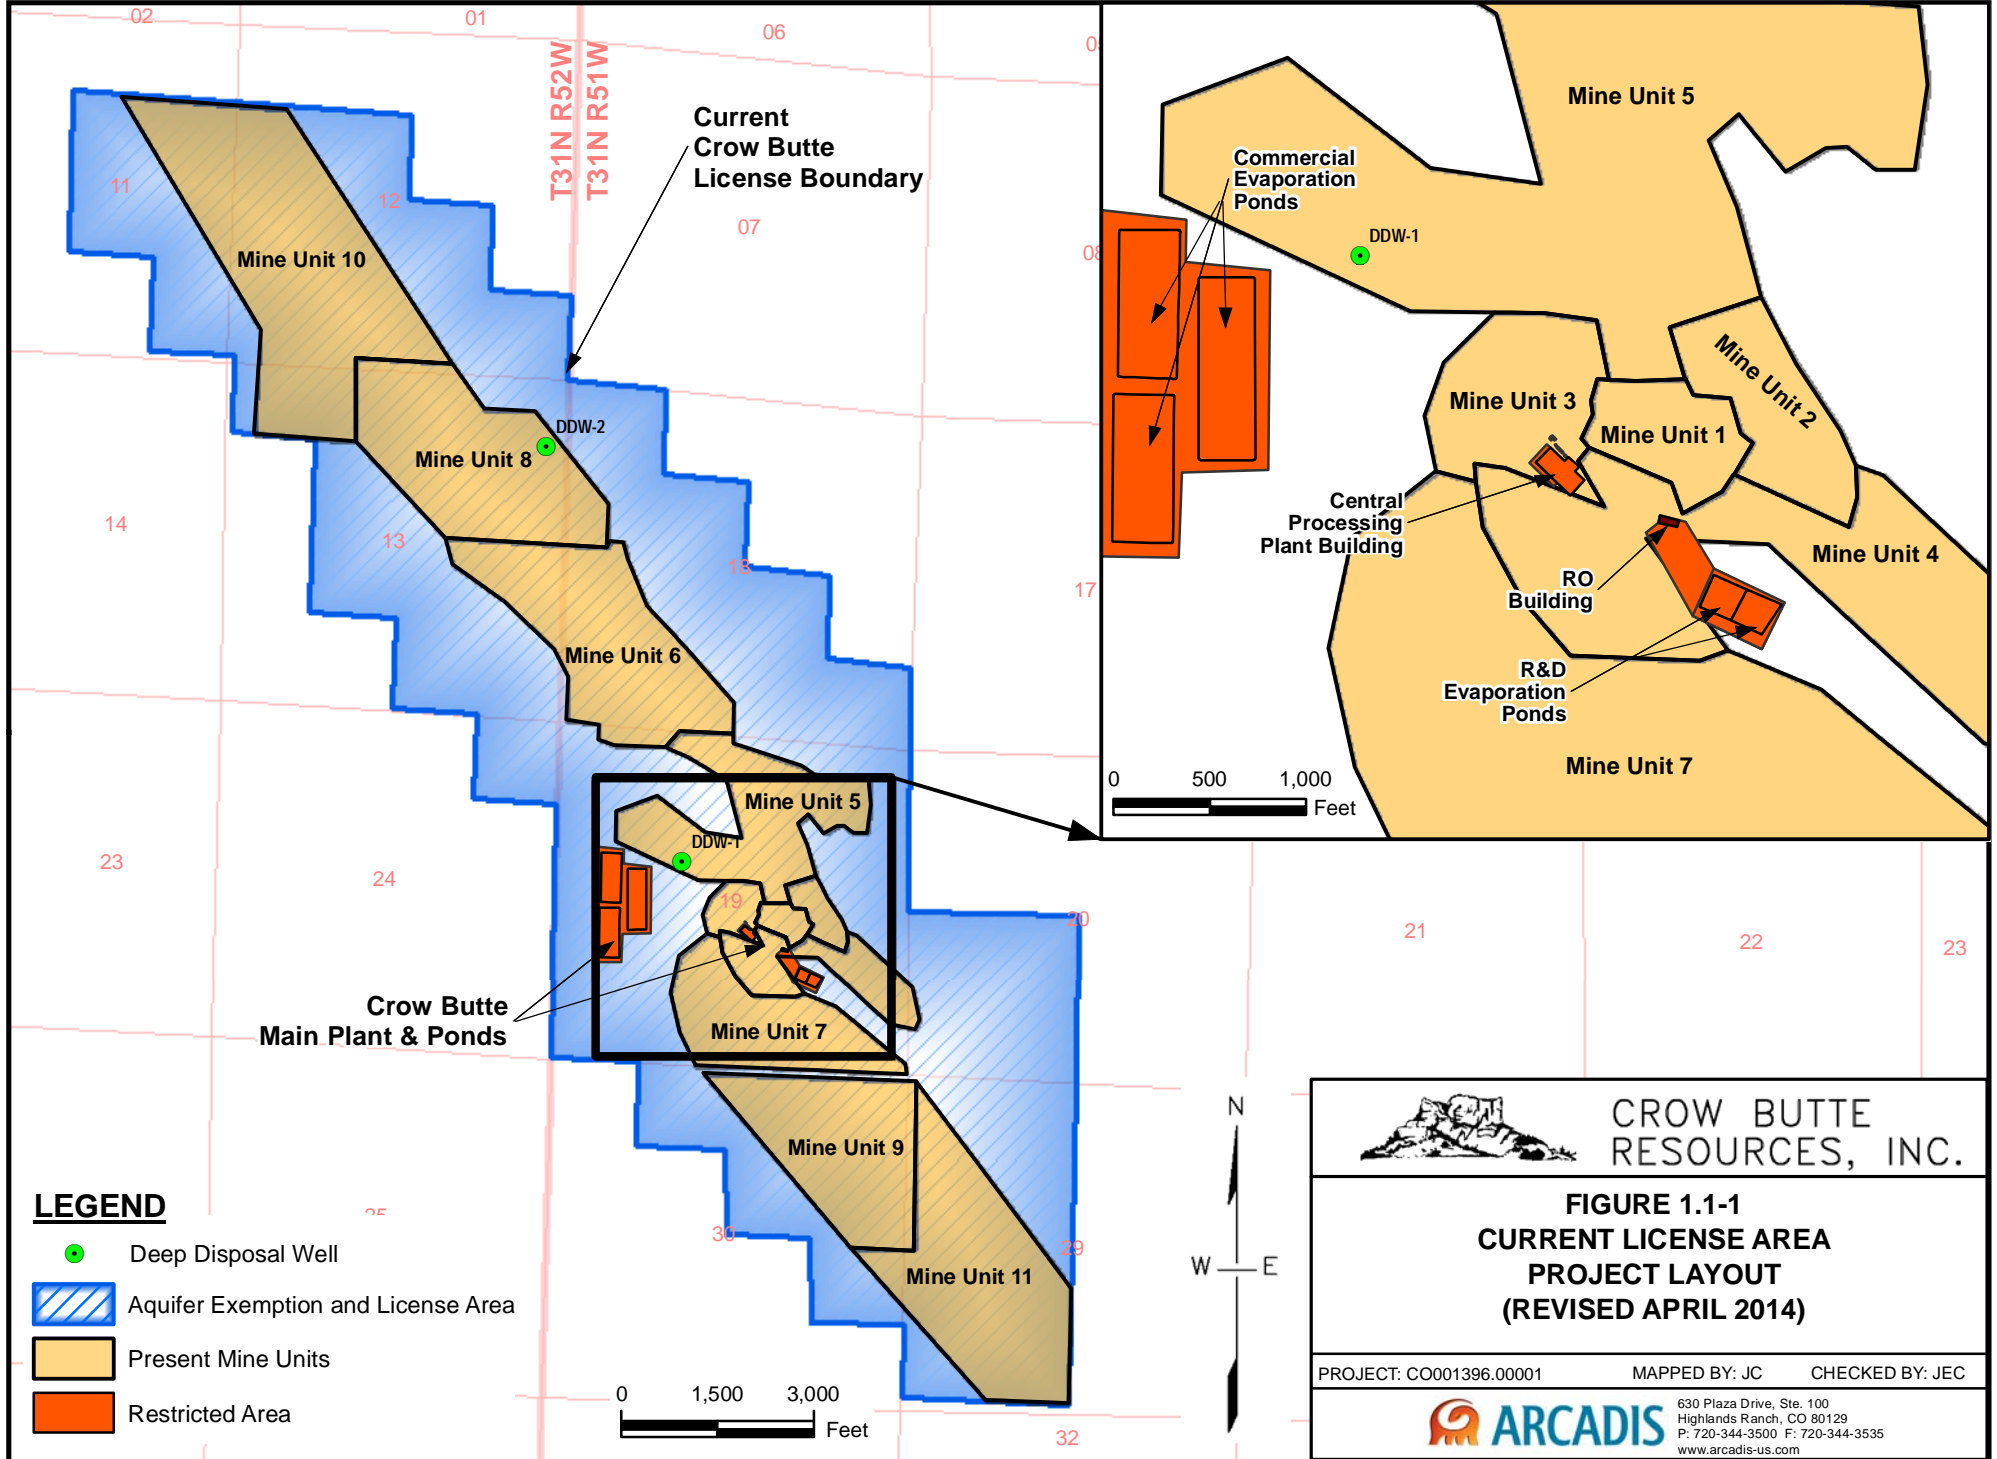 02
01
06
T31N R52W
T31N R51W
Current
Crow Butte
License Boundary
11
12
07
08
Mine Unit 10
DDW-2
Mine Unit 8
14
13
18
17
Mine Unit 6
Mine Unit 5
DDW-1
23
24
19
20
21
22
23
Crow Butte
Main Plant & Ponds
Mine Unit 7
Mine Unit 9
30
29
Mine Unit 11
32
Mine Unit 5
Commercial
Evaporation
Ponds
DDW-1
Mine Unit 2
Mine Unit 3
Mine Unit 1
Central
Processing
Plant Building
Mine Unit 4
RO
Building
R&D
Evaporation
Ponds
Mine Unit 7
0 500 1,000
Feet
LEGEND
Deep Disposal Well
Aquifer Exemption and License Area
Present Mine Units
Restricted Area
0 1,500 3,000
Feet
N
W E
CROW BUTTE
RESOURCES, INC.
FIGURE 1.1-1
CURRENT LICENSE AREA
PROJECT LAYOUT
(REVISED APRIL 2014)
PROJECT: CO001396.00001 MAPPED BY: JC CHECKED BY: JEC
ARCADIS
630 Plaza Drive, Ste. 100
Highlands Ranch, CO 80129
P: 720-344-3500 F: 720-344-3535
www.arcadis-us.com